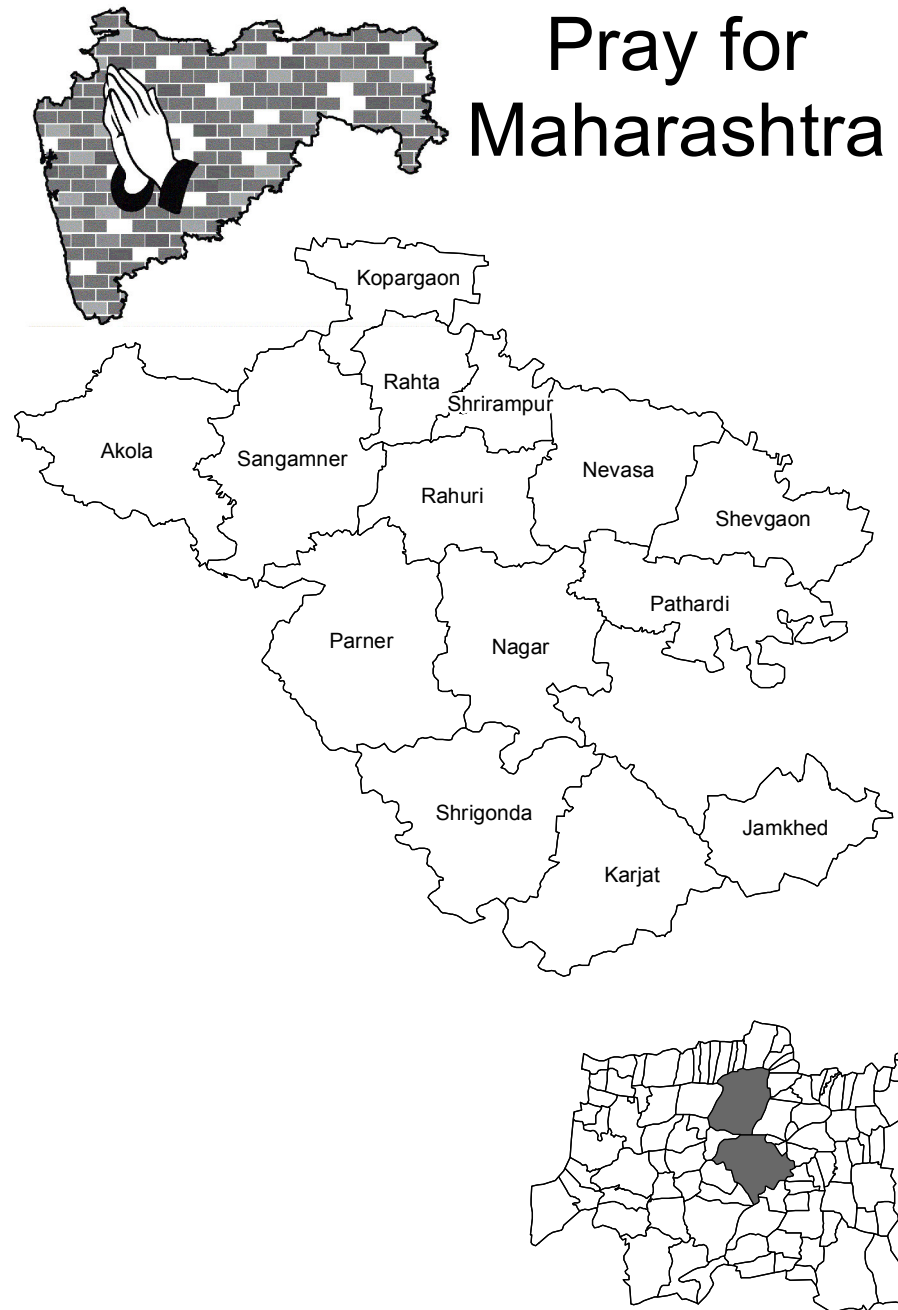 Pray for
Maharashtra
Kopargaon
Rahta
Shrirampur
Akola
Sangamner
Nevasa
Rahuri
Shevgaon
Pathardi
Parner
Nagar
Shrigonda
Jamkhed
Karjat